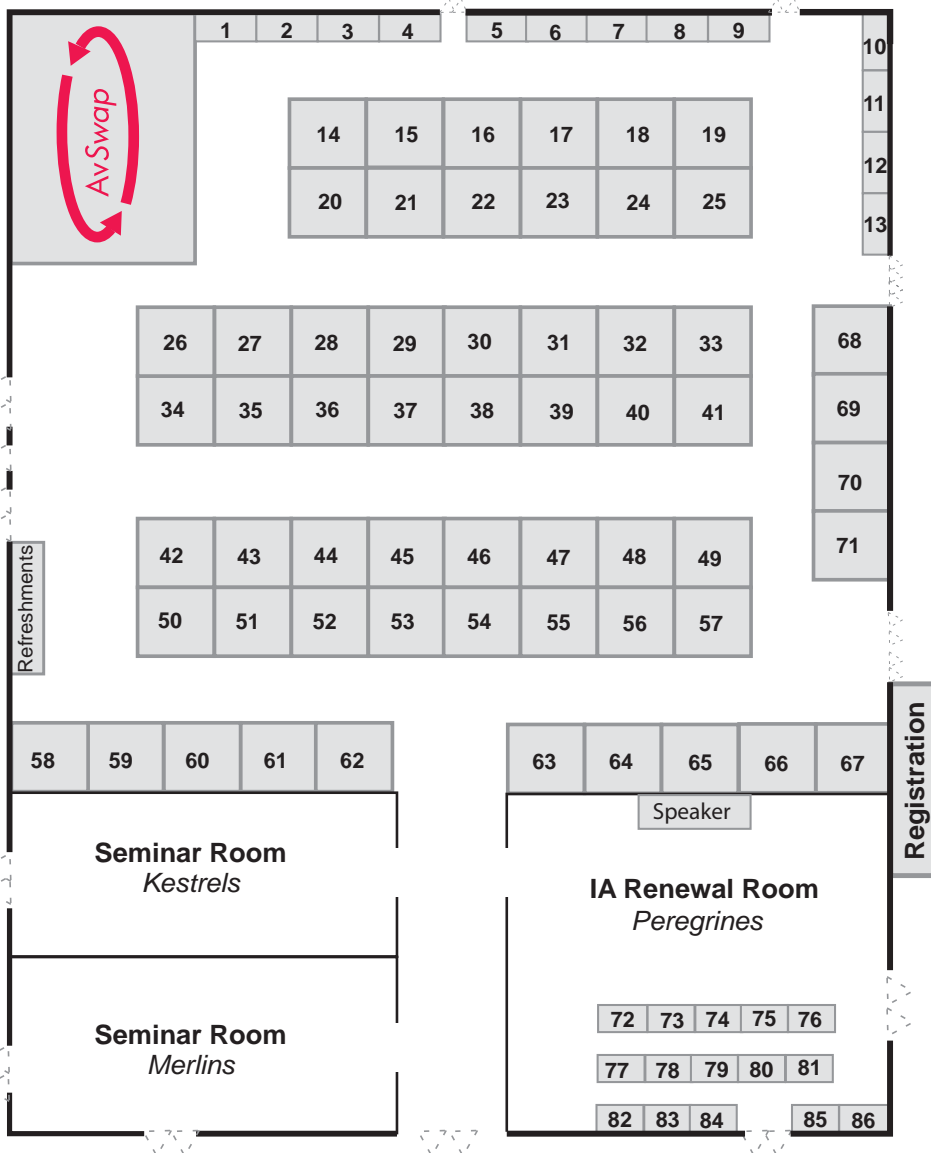 1 2 3 4 5 6 7 8 9
10
11
12
13
AvSwap
14 15 16 17 18 19
20 21 22 23 24 25
26 27 28 29 30 31 32 33
34 35 36 37 38 39 40 41
68
69
70
71
42 43 44 45 46 47 48 49
50 51 52 53 54 55 56 57
Refreshments
58 59 60 61 62
63 64 65 66 67
Registration
Speaker
Seminar Room
Kestrels
IA Renewal Room
Peregrines
Seminar Room
Merlins
72 73 74 75 76
77 78 79 80 81
82 83 84 85 86